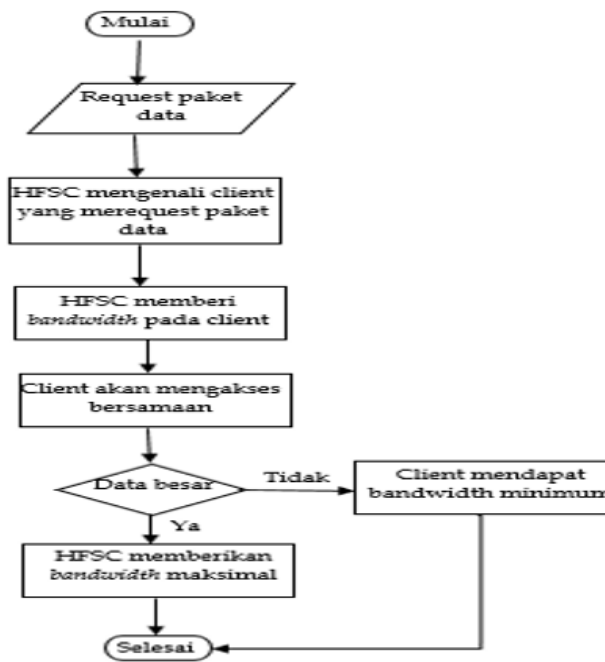 Mulai
Request paket
data
HFSC mengenali client
yang merequest paket
data
HFSC memberi
bandwidth pada client
Client akan mengakses
bersamaan
Data besar
Tidak
Client mendapat
bandwidth minimum
Ya
HFSC memberikan
bandwidth maksimal
Selesai